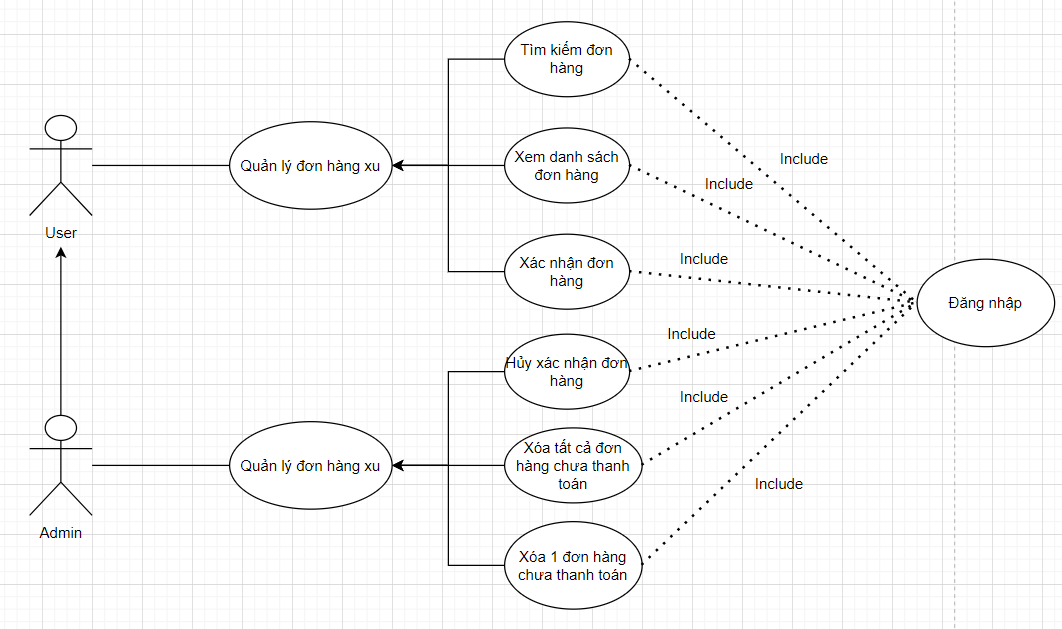 Tìm kiếm đơn
hàng
Include
Quản lý đơn hàng xu
Xem danh sách
đơn hàng
Include
User
Xác nhận đơn
hàng
Include
Đăng nhập
Include
Hủy xác nhận đơn
hàng
Include
Quản lý đơn hàng xu
Xóa tất cả đơn
hàng chưa thanh
toán
Include
Admin
Xóa 1 đơn hàng
chưa thanh toán